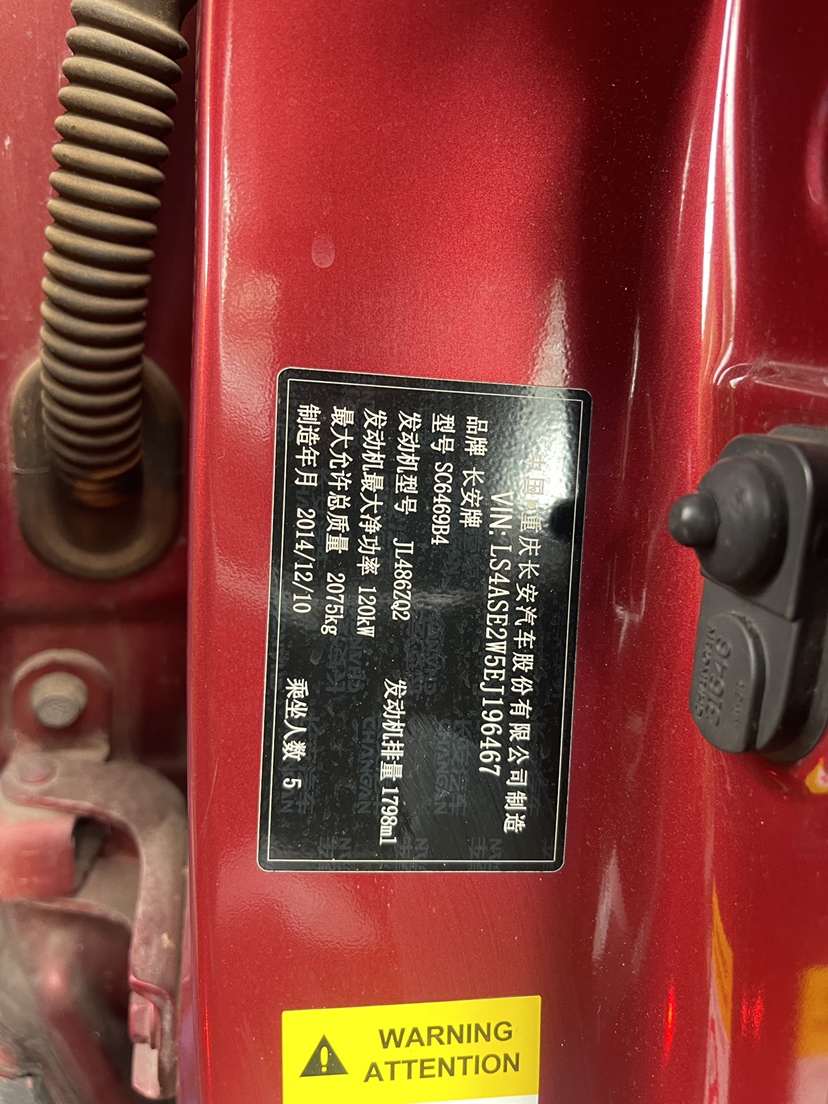 中国·重庆长安汽车股份有限公司制造
VIN: LS4ASE2W5EJ196467
品牌 长安牌
型号 SC6469B4
发动机型号 JL486ZQ2 发动机排量 1798ml
发动机最大净功率 120kW
最大允许总质量 2075kg
制造年月 2014/12/10 乘坐人数 5
WARNING
ATTENTION